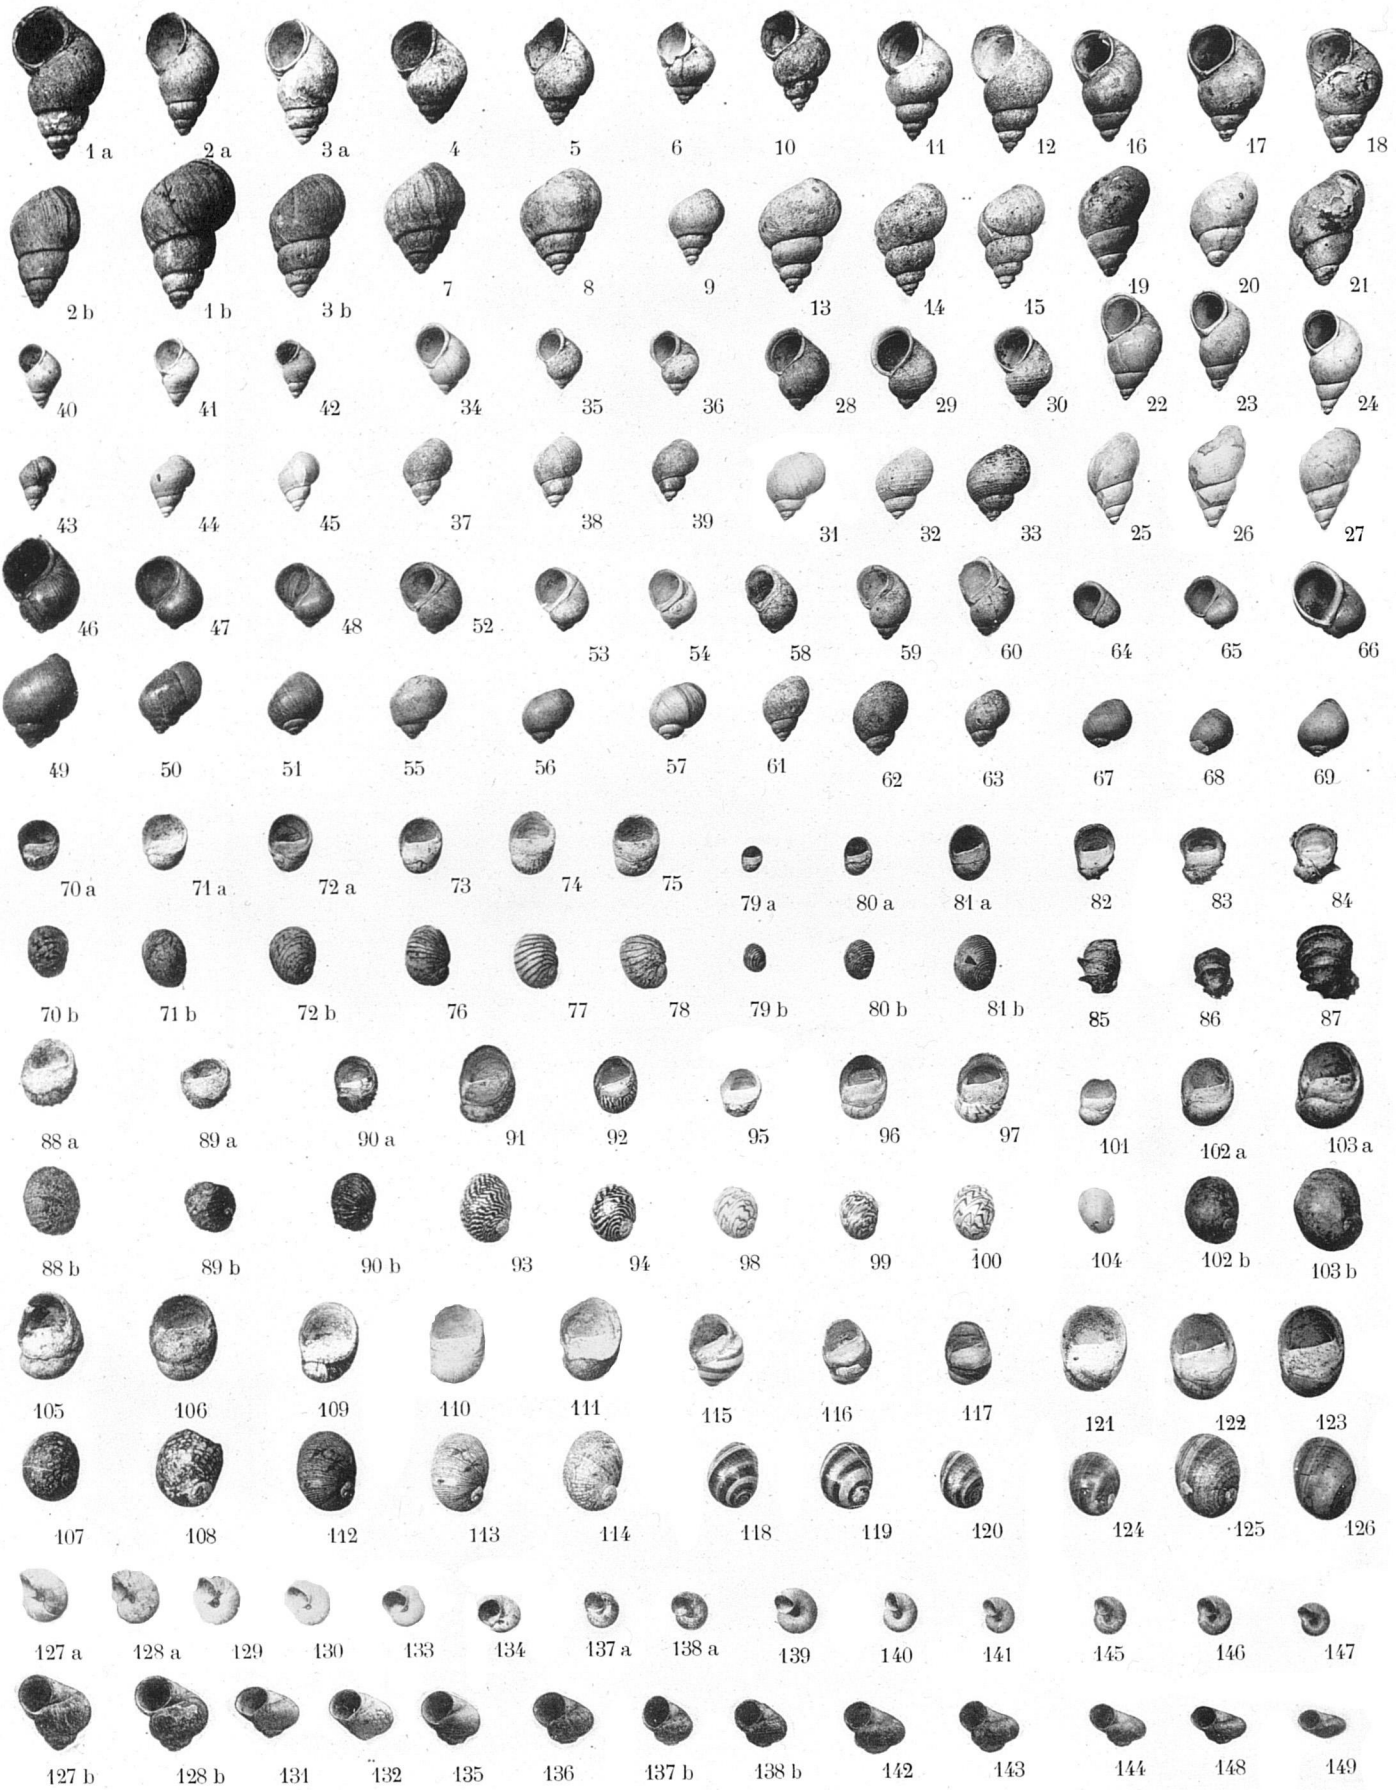 1 a 2 a 3 a 4 5 6 10 11 12 16 17 18
2 b 1 b 3 b 7 8 9 13 14 15 19 20 21
40 41 42 34 35 36 28 29 30 22 23 24
43 44 45 37 38 39 31 32 33 25 26 27
46 47 48 52 53 54 58 59 60 64 65 66
49 50 51 55 56 57 61 62 63 67 68 69
70 a 71 a 72 a 73 74 75 79 a 80 a 81 a 82 83 84
70 b 71 b 72 b 76 77 78 79 b 80 b 81 b 85 86 87
88 a 89 a 90 a 91 92 95 96 97 101 102 a 103 a
88 b 89 b 90 b 93 94 98 99 100 104 102 b 103 b
105 106 109 110 111 115 116 117 121 122 123
107 108 112 113 114 118 119 120 124 125 126
127 a 128 a 129 130 133 134 137 a 138 a 139 140 141 145 146 147
127 b 128 b 131 132 135 136 137 b 138 b 142 143 144 148 149